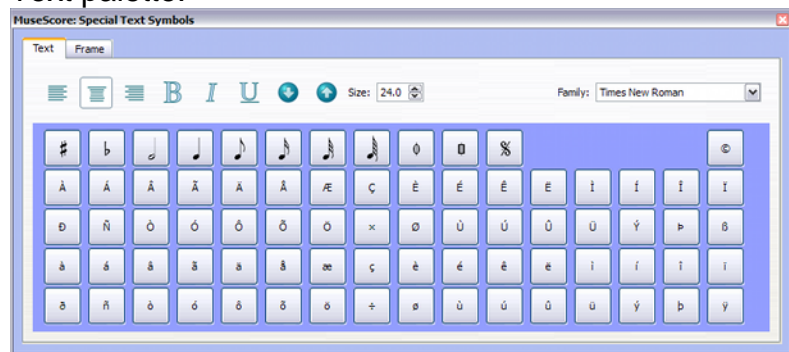 Text palette.
MuseScore: Special Text Symbols
Text Frame
B I U Size: 24.0 Family: Times New Roman
♯ ♭ 𝅗𝅥 𝅘𝅥 𝅘𝅥𝅮 𝅘𝅥𝅯 𝅘𝅥𝅰 𝅘𝅥𝅱 𝄌 𝄋 ©
À Á Â Ã Ä Å Æ Ç È É Ê Ë Ì Í Î Ï
Ð Ñ Ò Ó Ô Õ Ö × Ø Ù Ú Û Ü Ý Þ ß
à á â ã ä å æ ç è é ê ë ì í î ï
ð ñ ò ó ô õ ö ÷ ø ù ú û ü ý þ ÿ